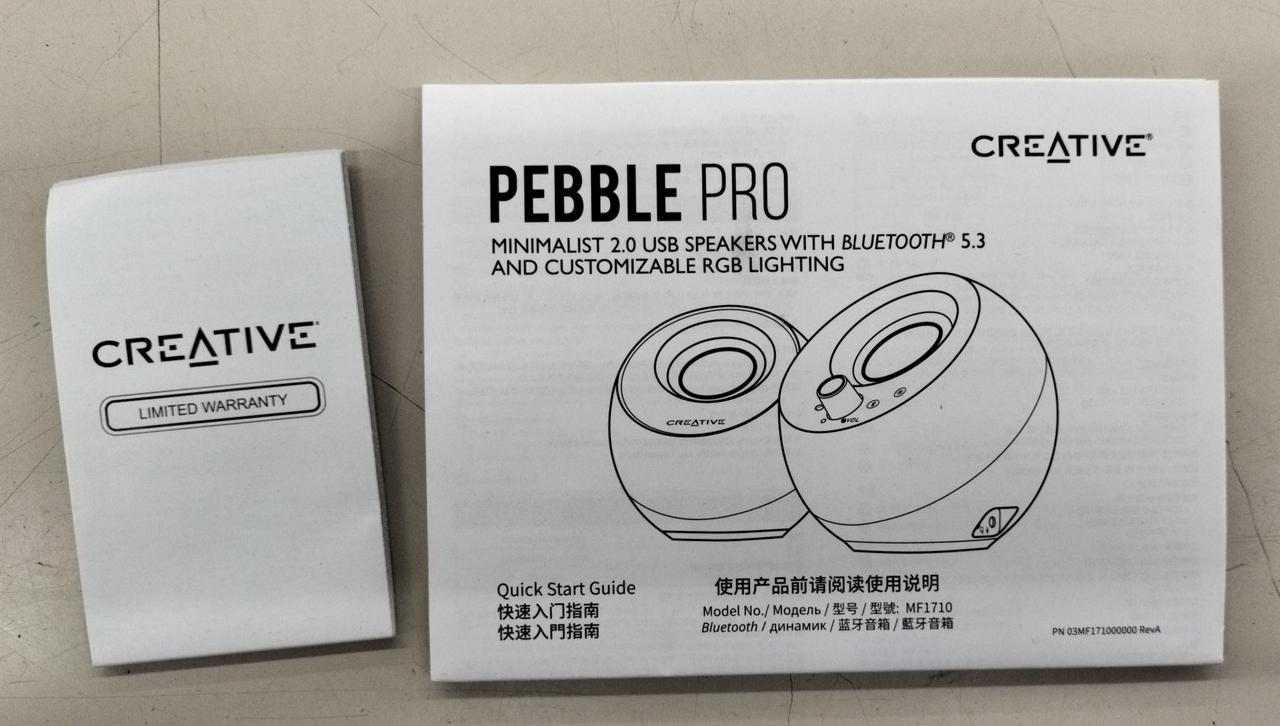 CREATIVE®
LIMITED WARRANTY
CREATIVE®
PEBBLE PRO
MINIMALIST 2.0 USB SPEAKERS WITH BLUETOOTH® 5.3
AND CUSTOMIZABLE RGB LIGHTING
CREATIVE
VOL
Quick Start Guide
快速入门指南
快速入門指南
使用产品前请阅读使用说明
Model No./ Модель / 型号 / 型號: MF1710
Bluetooth / динамик / 蓝牙音箱 / 藍牙音箱
PN 03MF171000000 RevA